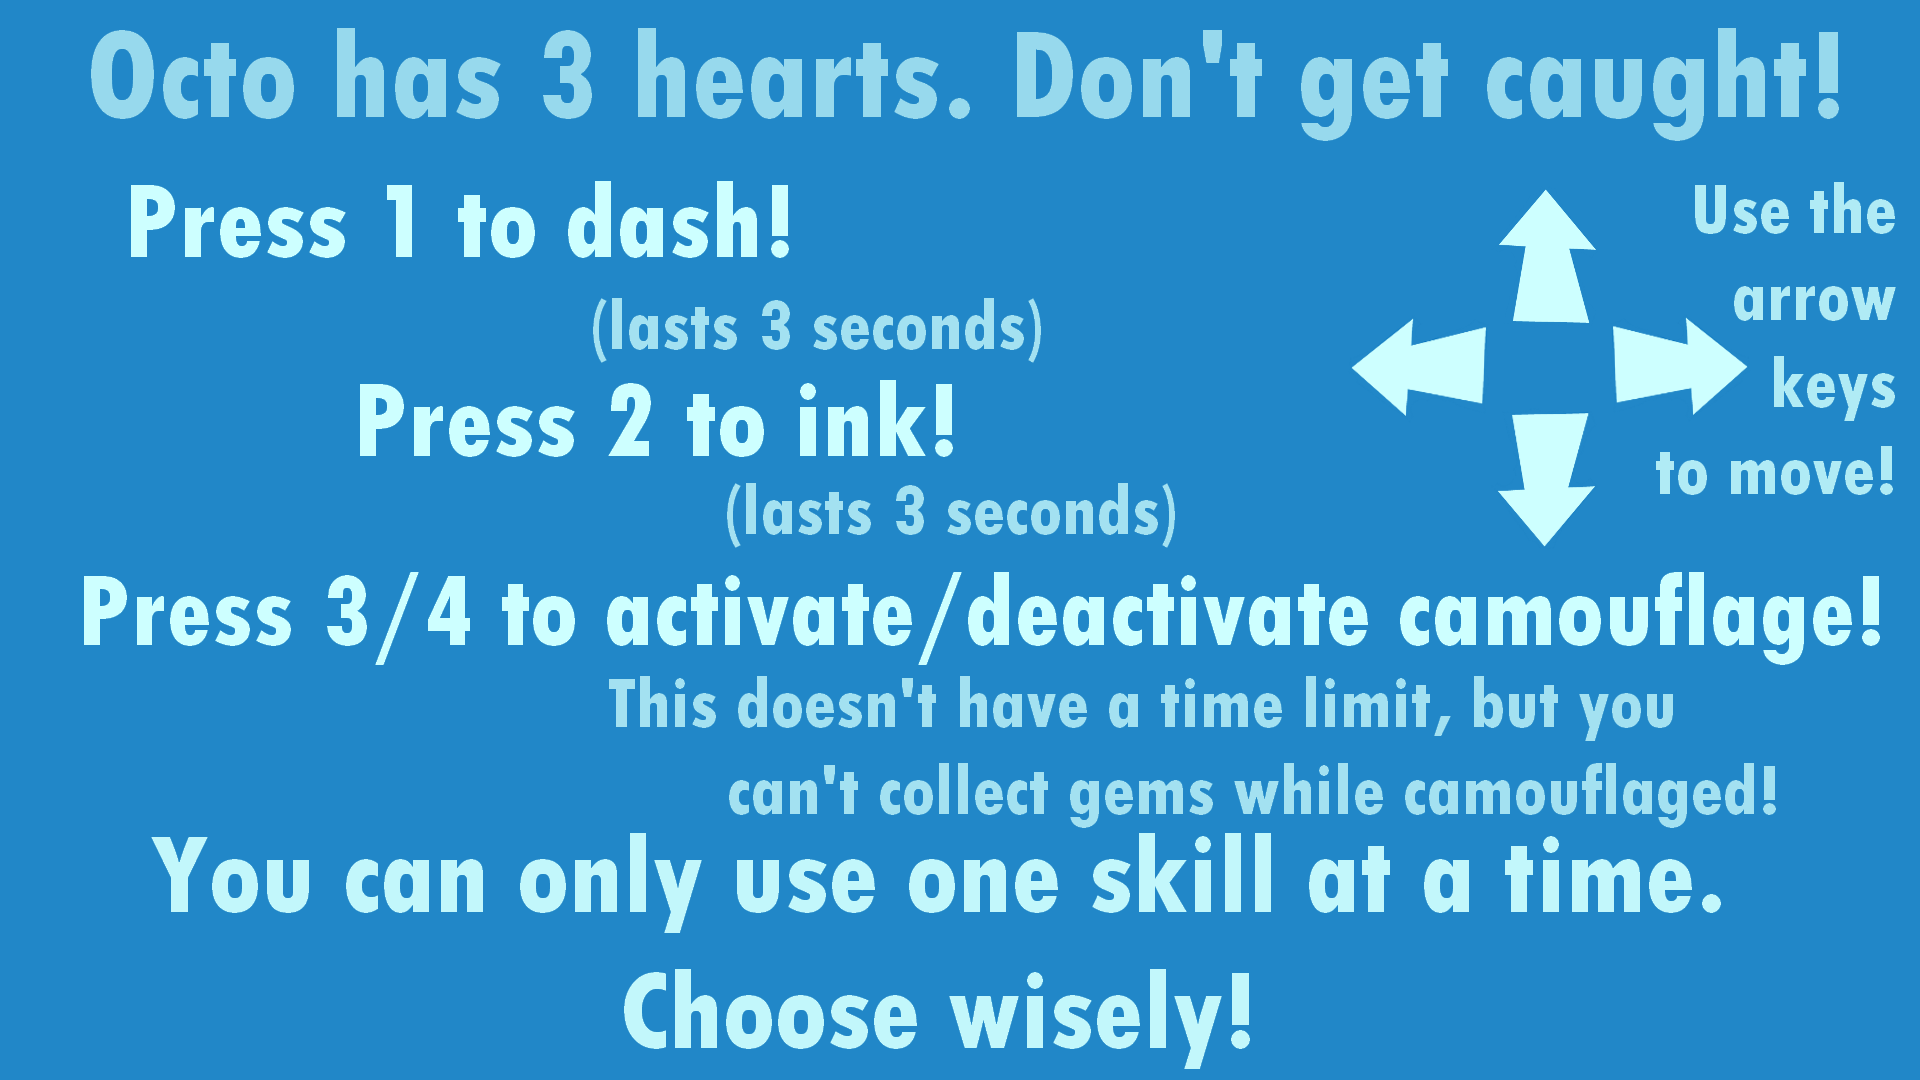 Octo has 3 hearts. Don't get caught!
Press 1 to dash!
(lasts 3 seconds)
Press 2 to ink!
(lasts 3 seconds)
Use the
arrow
keys
to move!
Press 3/4 to activate/deactivate camouflage!
This doesn't have a time limit, but you
can't collect gems while camouflaged!
You can only use one skill at a time.
Choose wisely!